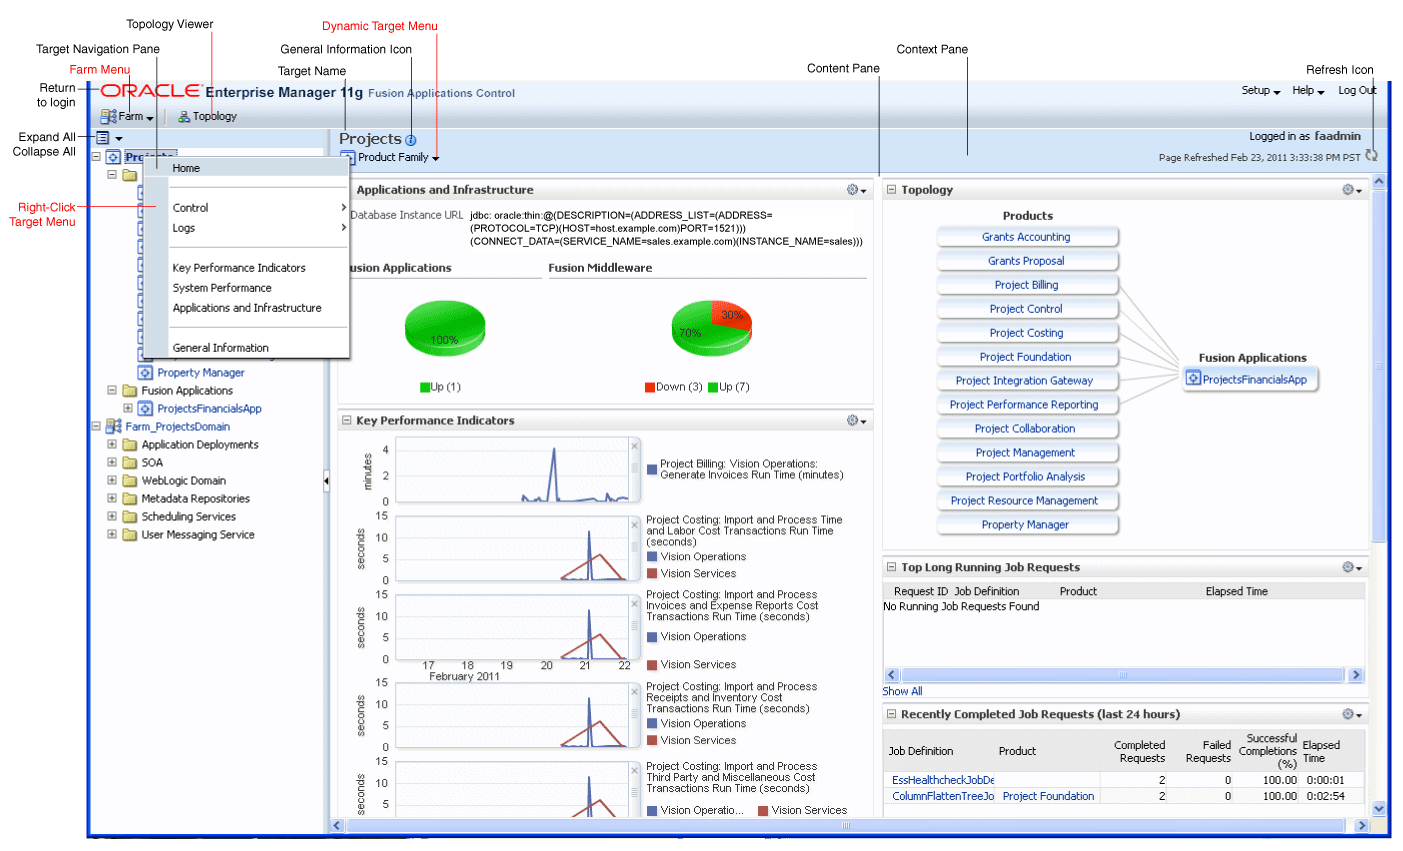 Topology Viewer
Dynamic Target Menu
Target Navigation Pane
General Information Icon
Context Pane
Farm Menu
Target Name
Content Pane
Refresh Icon
Return
to login
ORACLE Enterprise Manager 11g Fusion Applications Control
Setup Help Log Out
Farm Topology
Expand All
Collapse All
Projects
Logged in as faadmin
Product Family
Page Refreshed Feb 23, 2011 3:33:38 PM PST
Projects
Home
Control
Logs
Key Performance Indicators
System Performance
Applications and Infrastructure
General Information
Right-Click
Target Menu
Property Manager
Fusion Applications
ProjectsFinancialsApp
Farm_ProjectsDomain
Application Deployments
SOA
WebLogic Domain
Metadata Repositories
Scheduling Services
User Messaging Service
Applications and Infrastructure
Database Instance URL jdbc: oracle:thin:@(DESCRIPTION=(ADDRESS_LIST=(ADDRESS=
(PROTOCOL=TCP)(HOST=host.example.com)PORT=1521)))
(CONNECT_DATA=(SERVICE_NAME=sales.example.com)(INSTANCE_NAME=sales)))
usion Applications
Fusion Middleware
100%
70%
30%
Up (1)
Down (3) Up (7)
Key Performance Indicators
minutes
4
2
0
Project Billing: Vision Operations:
Generate Invoices Run Time (minutes)
seconds
15
10
5
0
Project Costing: Import and Process Time
and Labor Cost Transactions Run Time
(seconds)
Vision Operations
Vision Services
seconds
15
10
5
0
Project Costing: Import and Process
Invoices and Expense Reports Cost
Transactions Run Time (seconds)
Vision Operations
Vision Services
17 18 19 20 21 22
February 2011
seconds
15
10
5
0
Project Costing: Import and Process
Receipts and Inventory Cost
Transactions Run Time (seconds)
Vision Operations
Vision Services
seconds
15
10
5
Project Costing: Import and Process
Third Party and Miscellaneous Cost
Transactions Run Time (seconds)
Vision Operatio... Vision Services
Topology
Products
Grants Accounting
Grants Proposal
Project Billing
Project Control
Project Costing
Project Foundation
Project Integration Gateway
Project Performance Reporting
Project Collaboration
Project Management
Project Portfolio Analysis
Project Resource Management
Property Manager
Fusion Applications
ProjectsFinancialsApp
Top Long Running Job Requests
Request ID Job Definition Product Elapsed Time
No Running Job Requests Found
Show All
Recently Completed Job Requests (last 24 hours)
Job Definition Product Completed Requests Failed Requests Successful Completions (%) Elapsed Time
EssHealthcheckJobDe 2 0 100.00 0:00:01
ColumnFlattenTreeJo Project Foundation 2 0 100.00 0:02:54